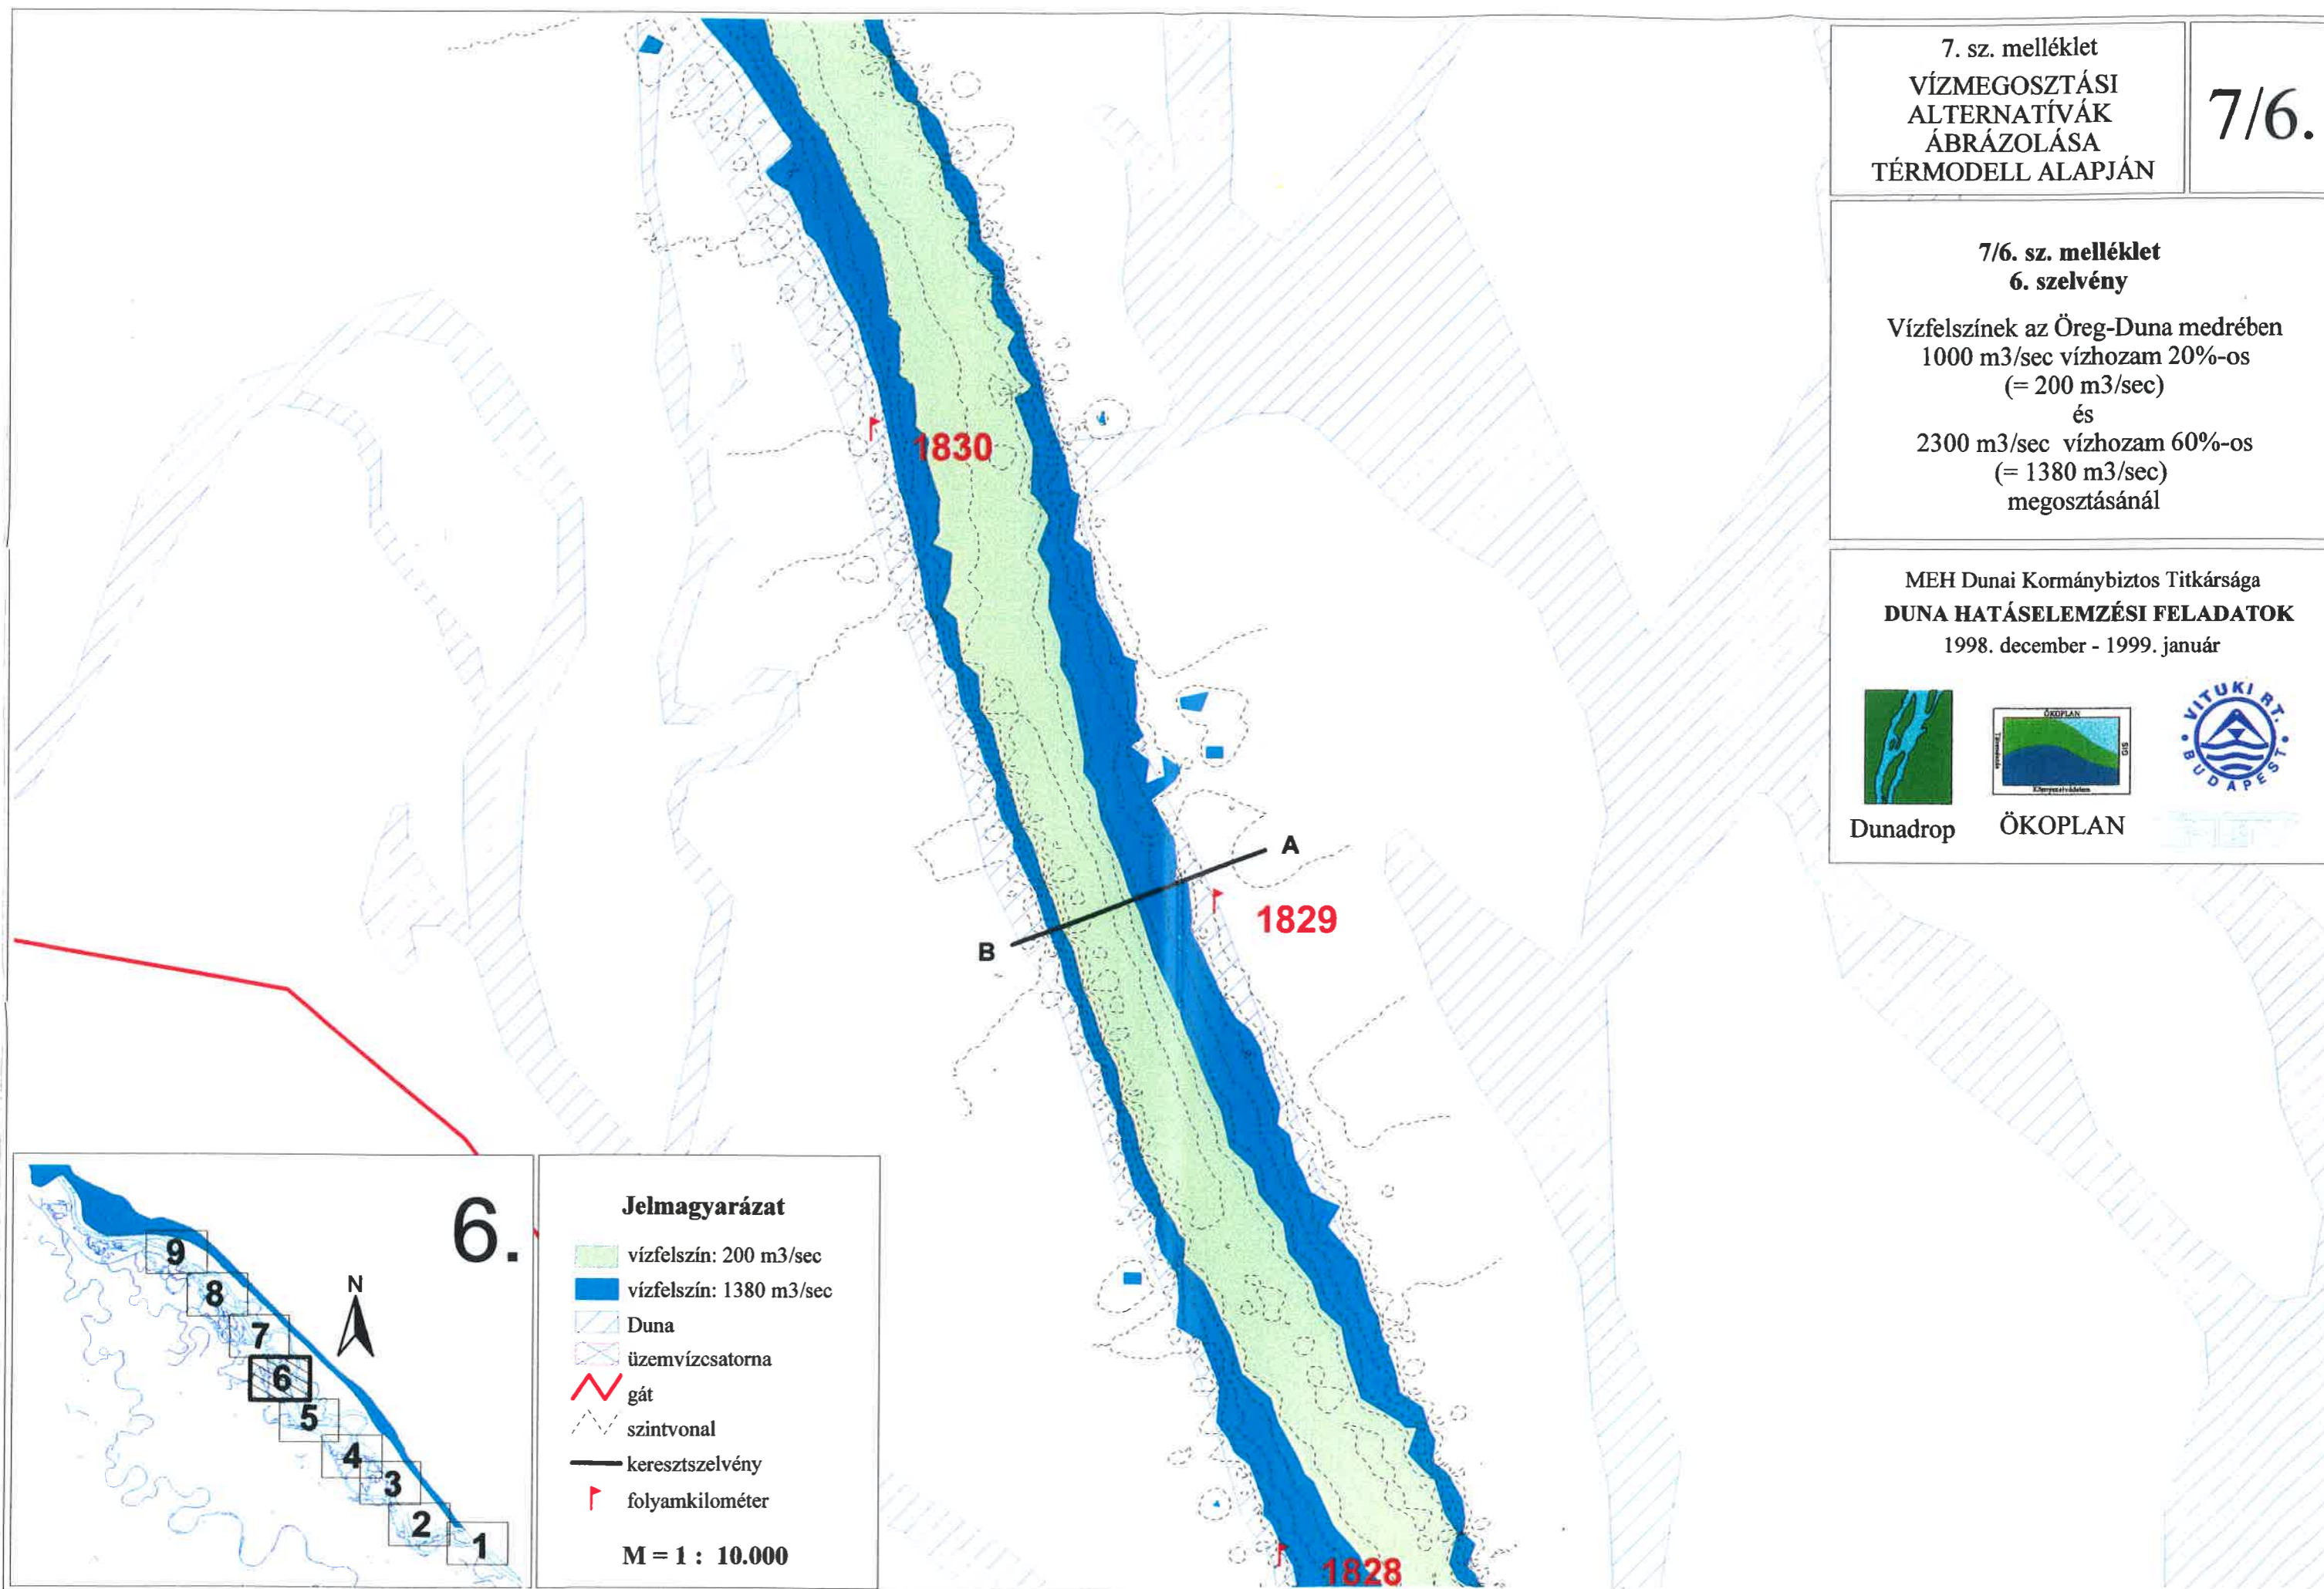 7. sz. melléklet
VÍZMEGOSZTÁSI
ALTERNATÍVÁK
ÁBRÁZOLÁSA
TÉRMODELL ALAPJÁN
7/6.
7/6. sz. melléklet
6. szelvény
Vízfelszínek az Öreg-Duna medrében
1000 m3/sec vízhozam 20%-os
(= 200 m3/sec)
és
2300 m3/sec vízhozam 60%-os
(= 1380 m3/sec)
megosztásánál
MEH Dunai Kormánybiztos Titkársága
DUNA HATÁSELEMZÉSI FELADATOK
1998. december - 1999. január
ÖKOPLAN
GIS
Környezetvédelem
VITUKI RT.
BUDAPEST
Dunadrop
ÖKOPLAN
1830
A
1829
B
1828
6.
N
9
8
7
6
5
4
3
2
1
Jelmagyarázat
vízfelszín: 200 m3/sec
vízfelszín: 1380 m3/sec
Duna
üzemvízcsatorna
gát
szintvonal
keresztszelvény
folyamkilométer
M = 1 : 10.000